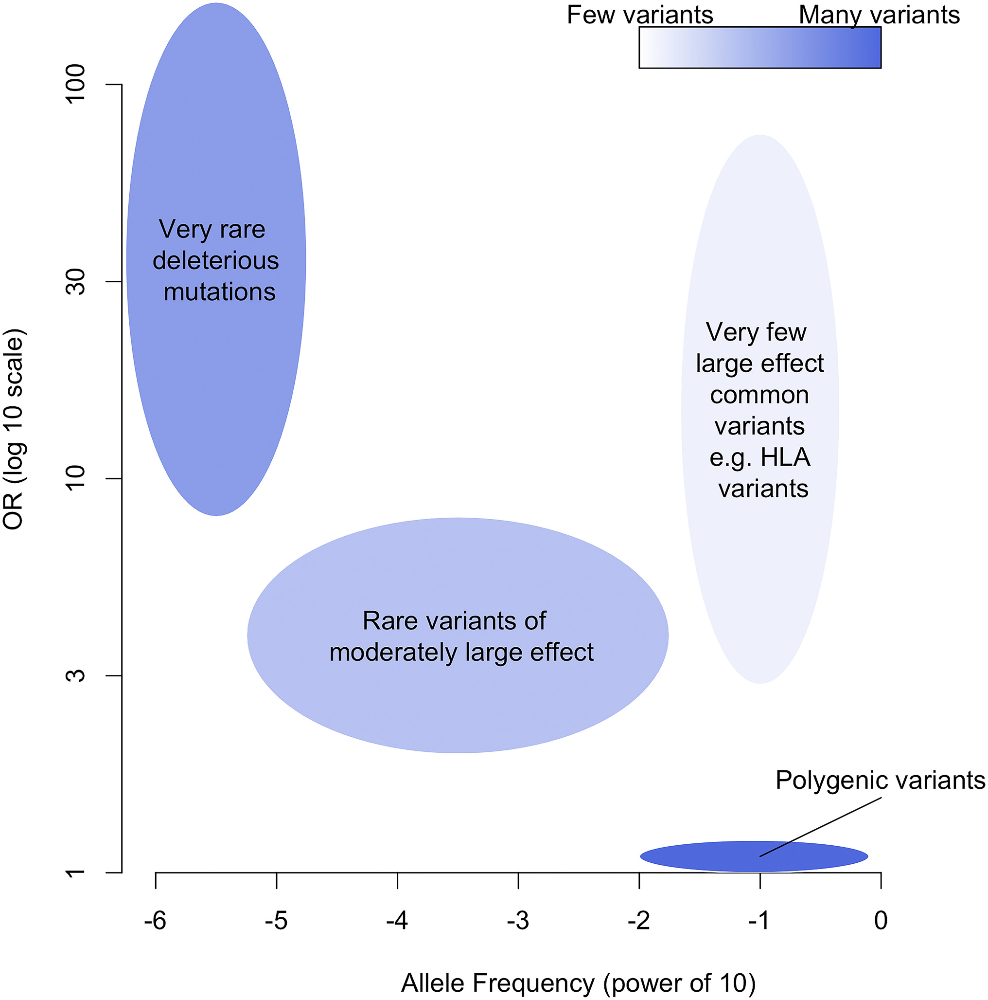 Few variants
Many variants
OR (log 10 scale)
100
30
10
3
1
Very rare
deleterious
mutations
Very few
large effect
common
variants
e.g. HLA
variants
Rare variants of
moderately large effect
Polygenic variants
-6
-5
-4
-3
-2
-1
0
Allele Frequency (power of 10)